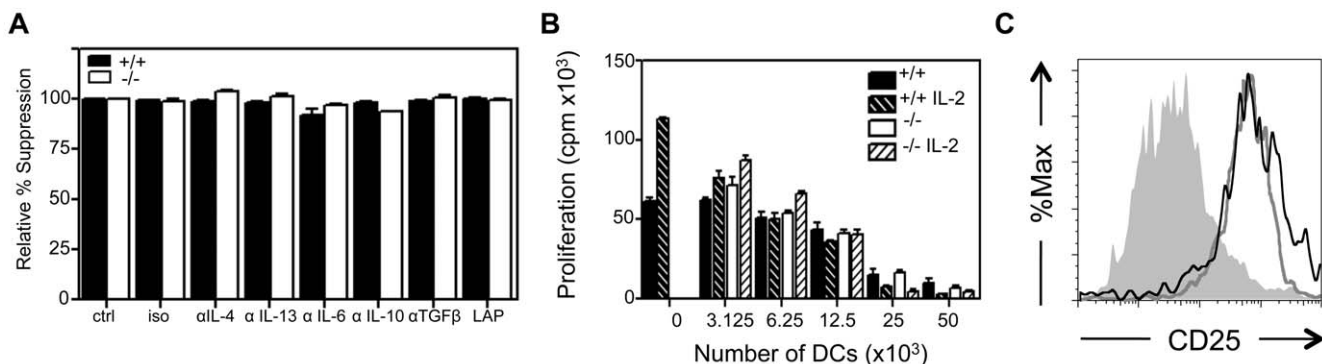 A
Relative % Suppression
+/+
-/-
100
75
50
25
0
ctrl iso αIL-4 α IL-13 α IL-6 α IL-10 αTGFβ LAP
B
Proliferation (cpm x10³)
150
100
50
0
+/+
+/+ IL-2
-/-
-/- IL-2
0 3.125 6.25 12.5 25 50
Number of DCs (x10³)
C
%Max
CD25